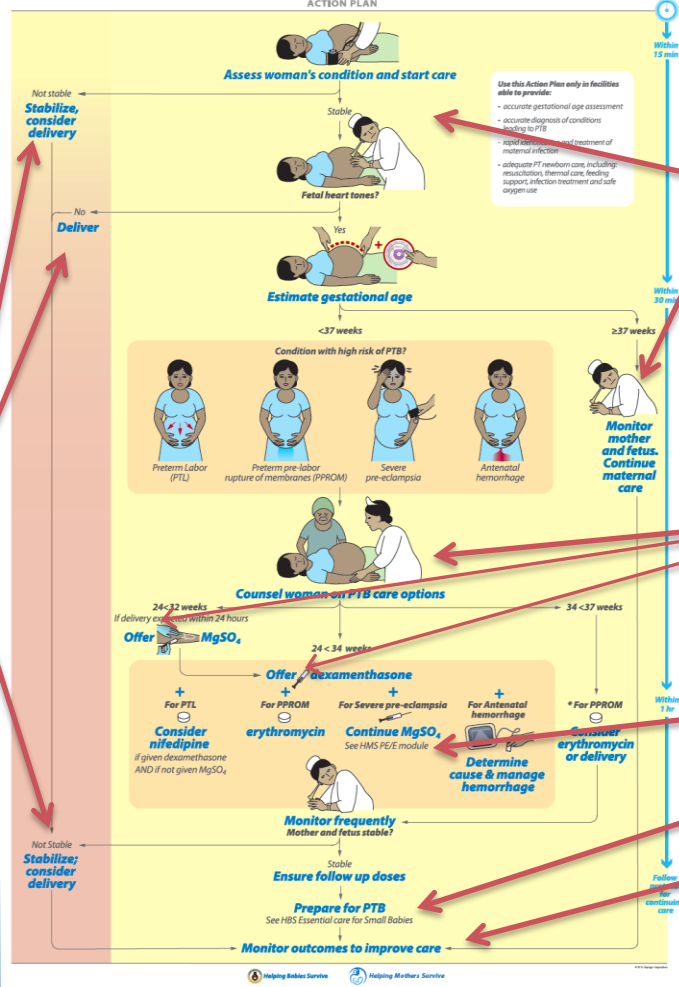 ACTION PLAN
Within
15 min
Assess woman's condition and start care
Not stable
Stabilize,
consider
delivery
Stable
Use this Action Plan only in facilities
able to provide:
- accurate gestational age assessment
- accurate diagnosis of conditions
leading to PTB
- rapid identification and treatment of
maternal infection
- adequate PT newborn care, including:
resuscitation, thermal care, feeding
support, infection treatment and safe
oxygen use
Fetal heart tones?
No
Deliver
Yes
+
Estimate gestational age
Within
30 min
<37 weeks
≥37 weeks
Condition with high risk of PTB?
Preterm Labor
(PTL)
Preterm pre-labor
rupture of membranes (PPROM)
Severe
pre-eclampsia
Antenatal
hemorrhage
Monitor
mother
and fetus.
Continue
maternal
care
Counsel woman on PTB care options
24<32 weeks
If delivery expected within 24 hours
Offer MgSO₄
24 < 34 weeks
34 <37 weeks
Offer dexamenthasone
+
For PTL
Consider
nifedipine
if given dexamethasone
AND if not given MgSO₄
+
For PPROM
erythromycin
+
For Severe pre-eclampsia
Continue MgSO₄
See HMS PE/E module
+
For Antenatal
hemorrhage
Determine
cause & manage
hemorrhage
* For PPROM
Consider
erythromycin
or delivery
Within
1 hr
Monitor frequently
Mother and fetus stable?
Not Stable
Stabilize;
consider
delivery
Stable
Ensure follow up doses
Prepare for PTB
See HBS Essential care for Small Babies
Follow
for
continuing
care
Monitor outcomes to improve care
Helping Babies Survive
Helping Mothers Survive